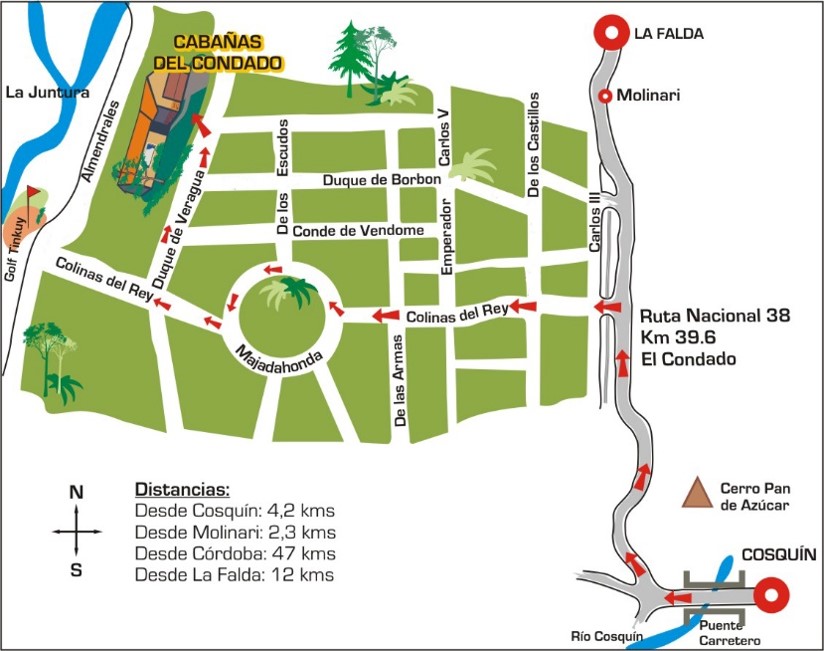 CABAÑAS
DEL CONDADO
LA FALDA
Molinari
La Juntura
Almendrales
Golf Tinkuy
Duque de Veragua
De los Escudos
Carlos V
Emperador
De los Castillos
Carlos III
Duque de Borbon
Conde de Vendome
Colinas del Rey
Colinas del Rey
Majadahonda
De las Armas
Ruta Nacional 38
Km 39.6
El Condado
N
S
Distancias:
Desde Cosquín: 4,2 kms
Desde Molinari: 2,3 kms
Desde Córdoba: 47 kms
Desde La Falda: 12 kms
Cerro Pan
de Azúcar
COSQUÍN
Río Cosquín
Puente
Carretero